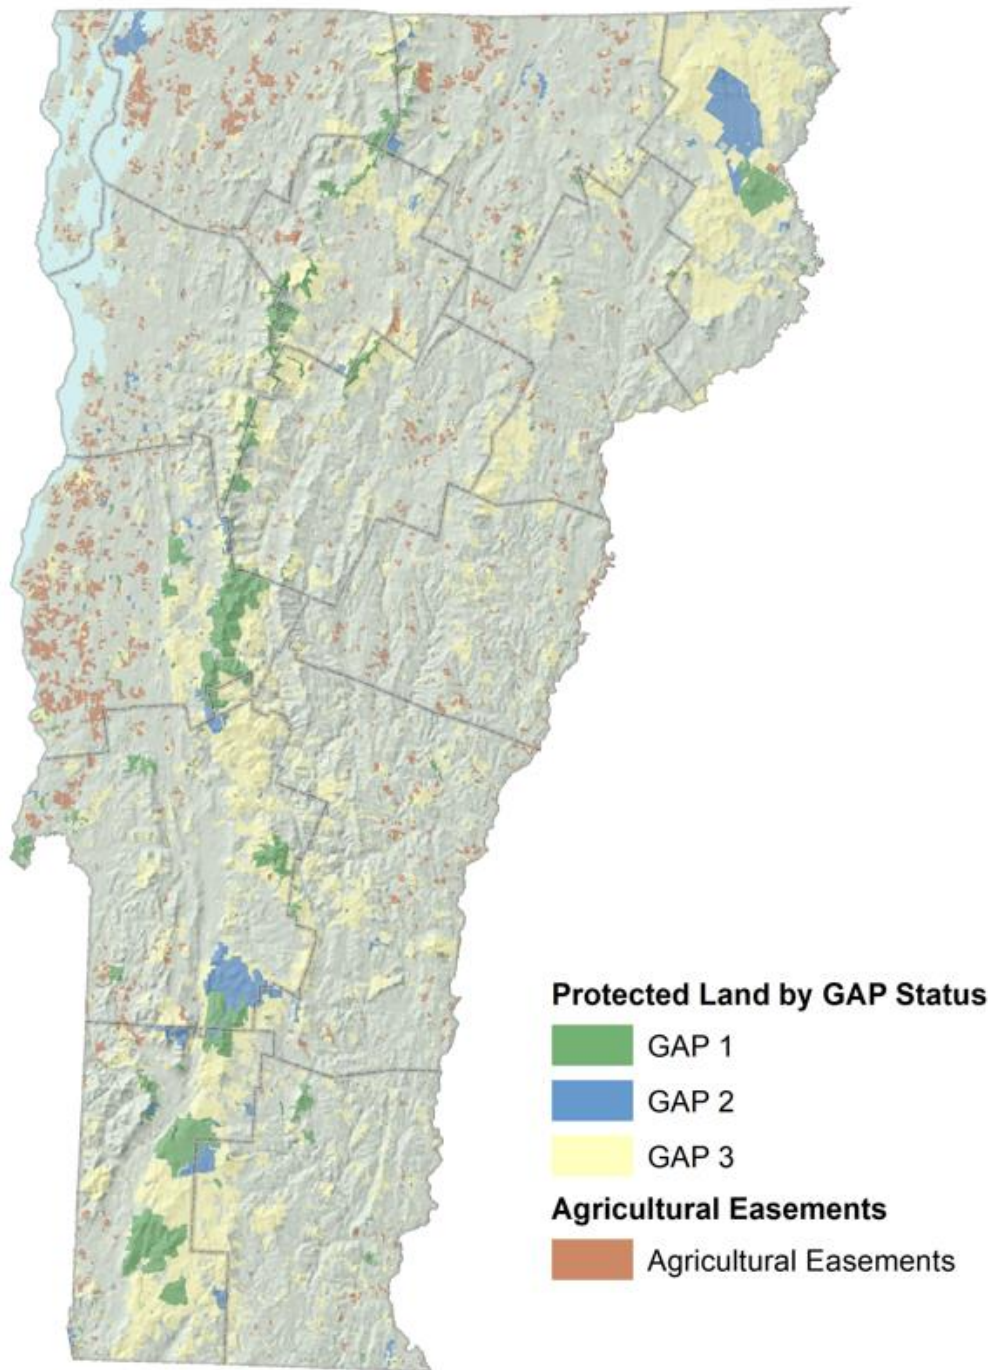 Protected Land by GAP Status
GAP 1
GAP 2
GAP 3
Agricultural Easements
Agricultural Easements